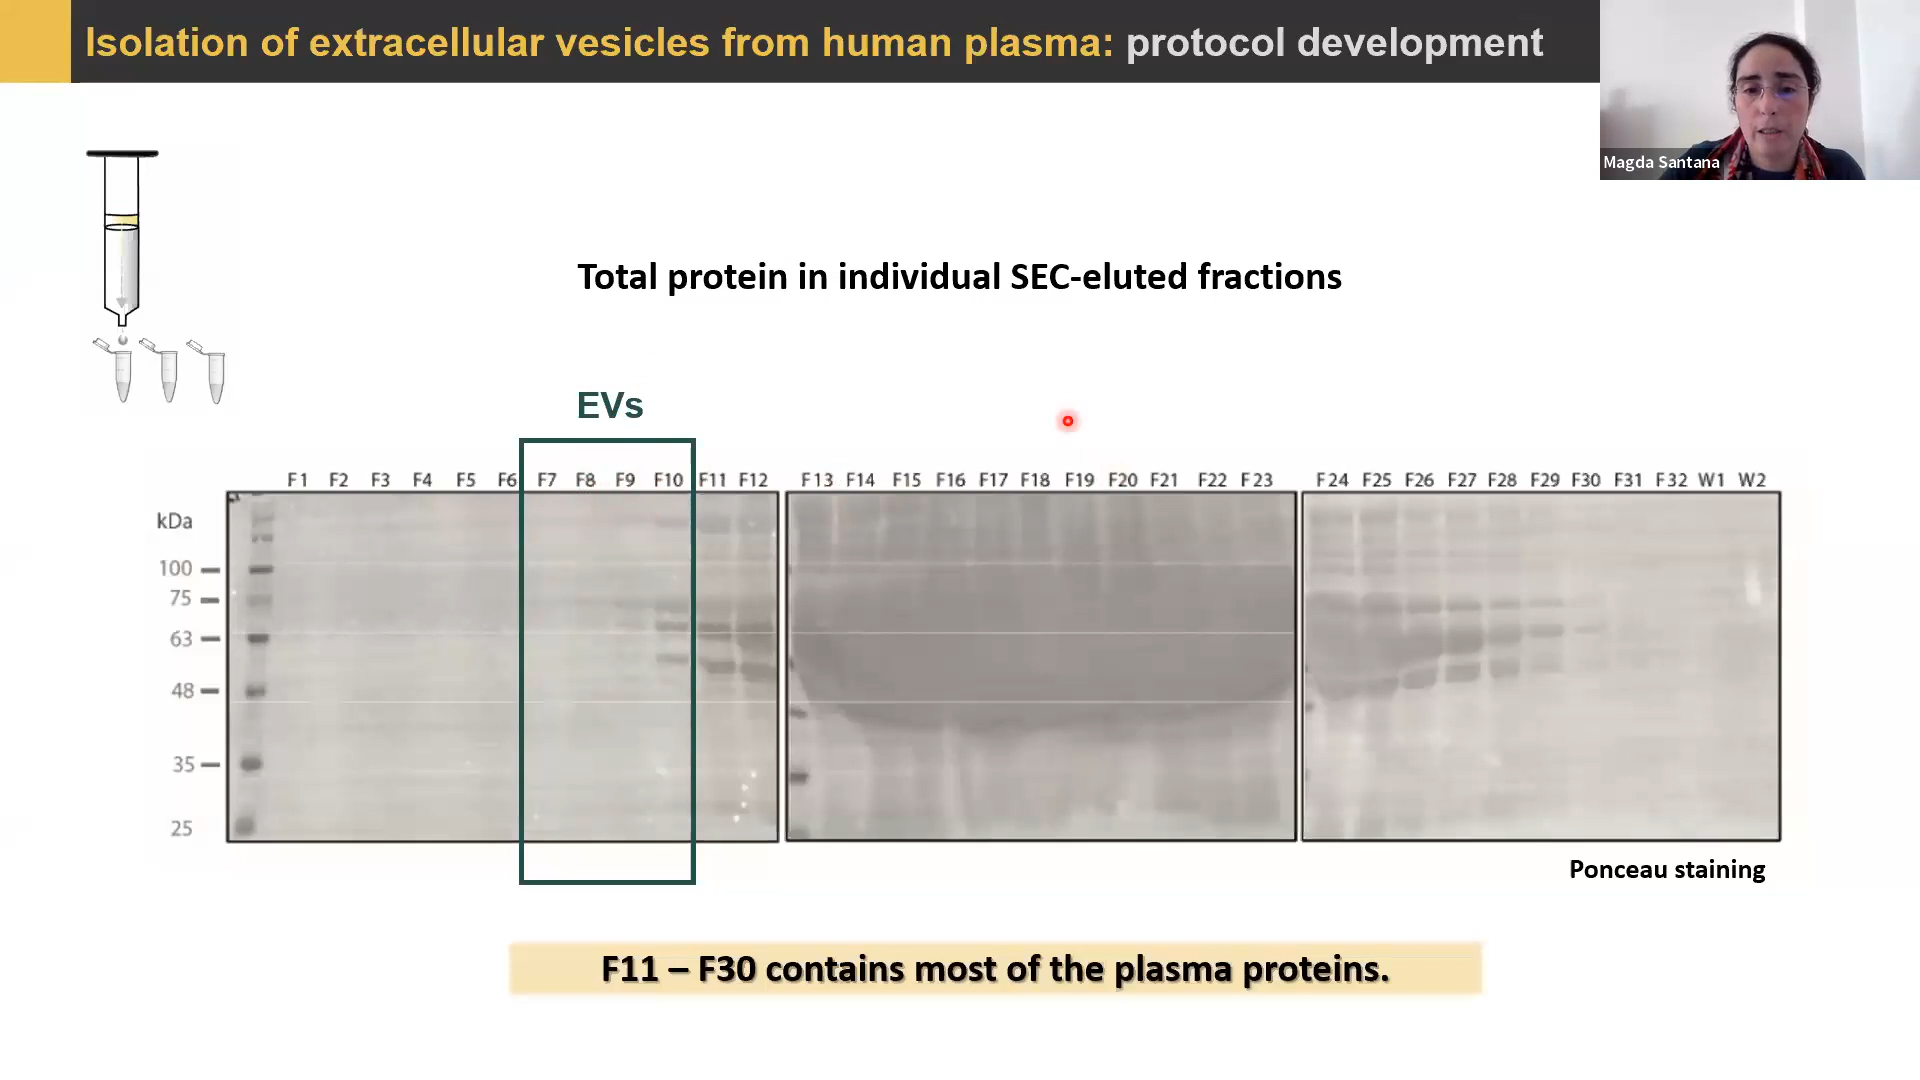 Isolation of extracellular vesicles from human plasma: protocol development
Magda Santana
Total protein in individual SEC-eluted fractions
EVs
F1 F2 F3 F4 F5 F6 F7 F8 F9 F10 F11 F12 F13 F14 F15 F16 F17 F18 F19 F20 F21 F22 F23 F24 F25 F26 F27 F28 F29 F30 F31 F32 W1 W2
kDa
100
75
63
48
35
25
Ponceau staining
F11 – F30 contains most of the plasma proteins.